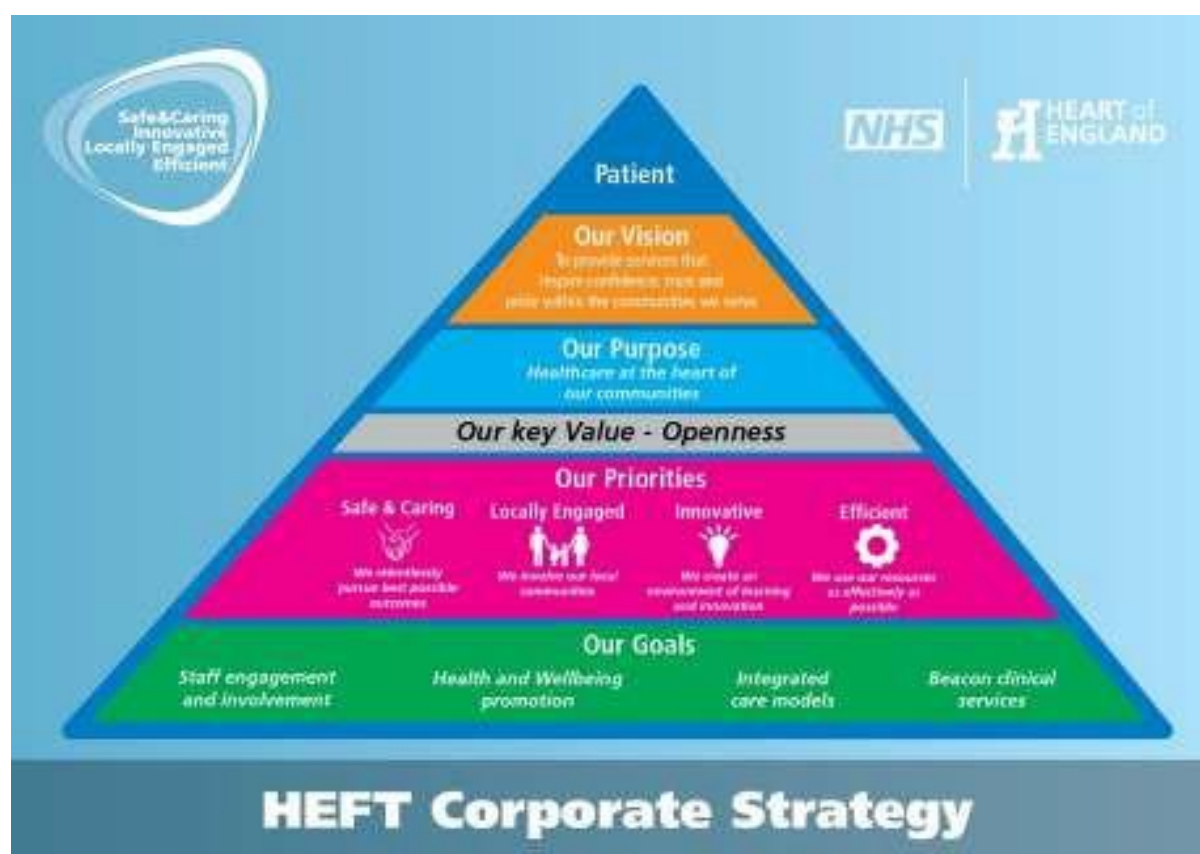 Safe&Caring
Innovative
Locally Engaged
Efficient
NHS
HEART of
ENGLAND
Patient
Our Vision
To provide services that
inspire confidence, trust and
pride within the communities we serve
Our Purpose
Healthcare at the heart of
our communities
Our key Value - Openness
Our Priorities
Safe & Caring
We relentlessly
pursue best possible
outcomes
Locally Engaged
We involve our local
communities
Innovative
We create an
environment of learning
and innovation
Efficient
We use our resources
as effectively as
possible
Our Goals
Staff engagement
and involvement
Health and Wellbeing
promotion
Integrated
care models
Beacon clinical
services
HEFT Corporate Strategy